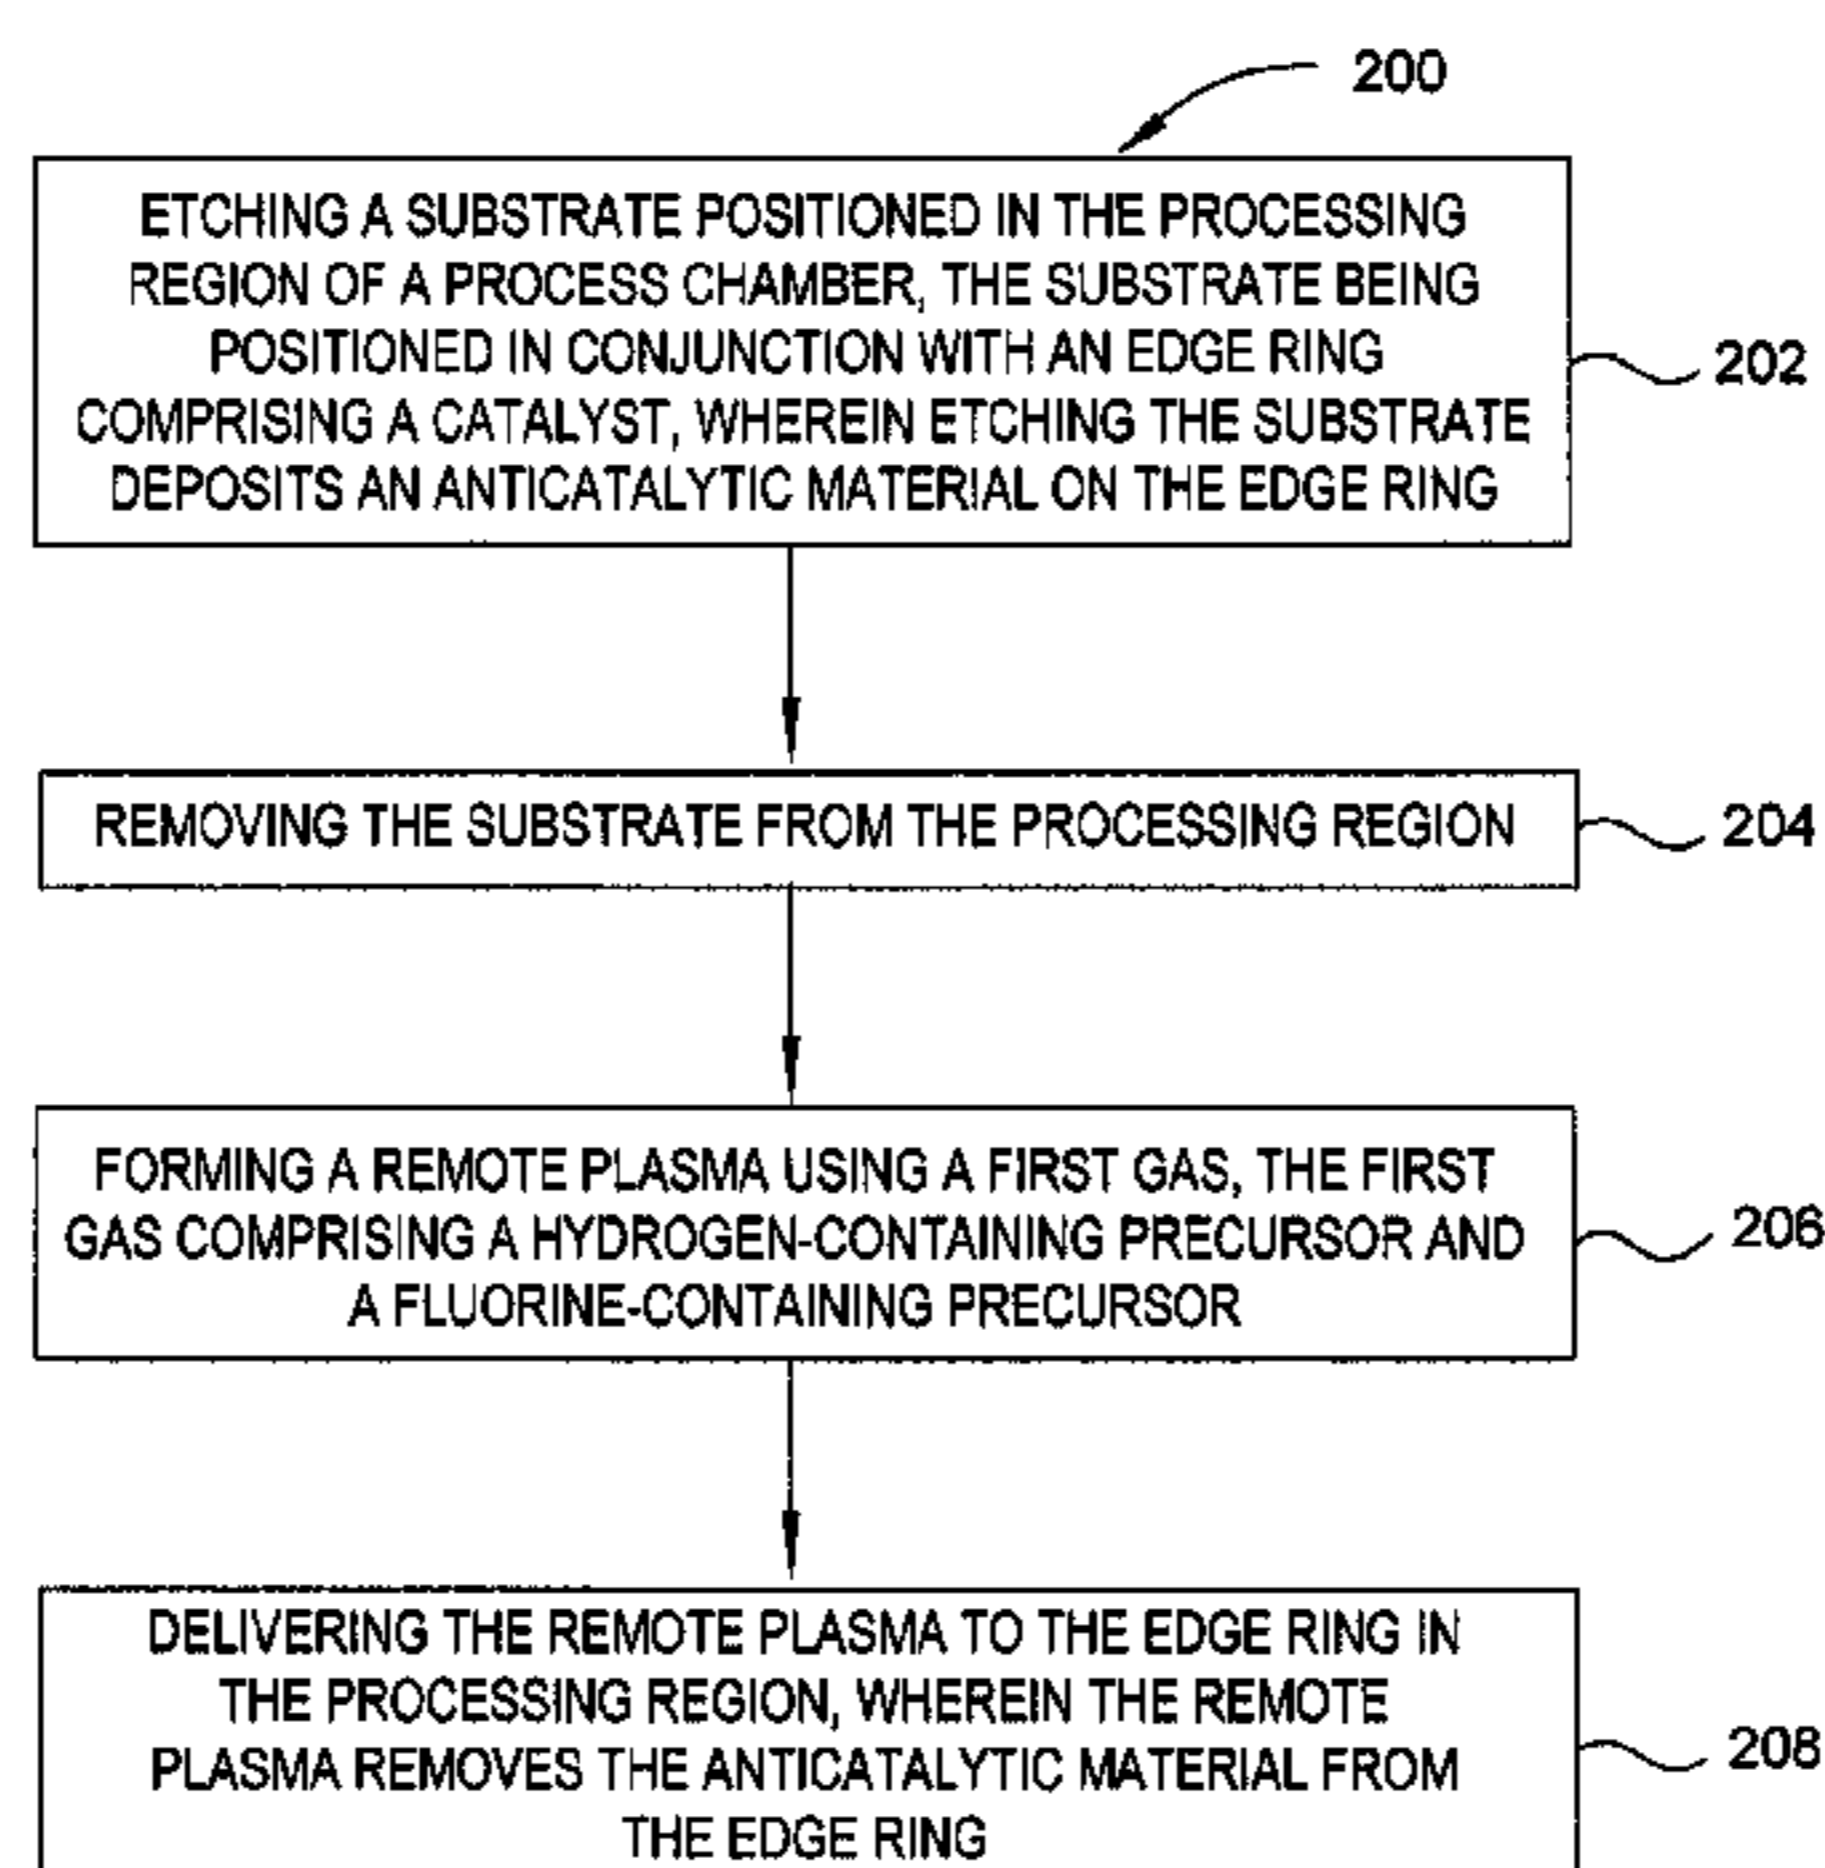 200
ETCHING A SUBSTRATE POSITIONED IN THE PROCESSING
REGION OF A PROCESS CHAMBER, THE SUBSTRATE BEING
POSITIONED IN CONJUNCTION WITH AN EDGE RING
COMPRISING A CATALYST, WHEREIN ETCHING THE SUBSTRATE
DEPOSITS AN ANTICATALYTIC MATERIAL ON THE EDGE RING
202
REMOVING THE SUBSTRATE FROM THE PROCESSING REGION
204
FORMING A REMOTE PLASMA USING A FIRST GAS, THE FIRST
GAS COMPRISING A HYDROGEN-CONTAINING PRECURSOR AND
A FLUORINE-CONTAINING PRECURSOR
206
DELIVERING THE REMOTE PLASMA TO THE EDGE RING IN
THE PROCESSING REGION, WHEREIN THE REMOTE
PLASMA REMOVES THE ANTICATALYTIC MATERIAL FROM
THE EDGE RING
208